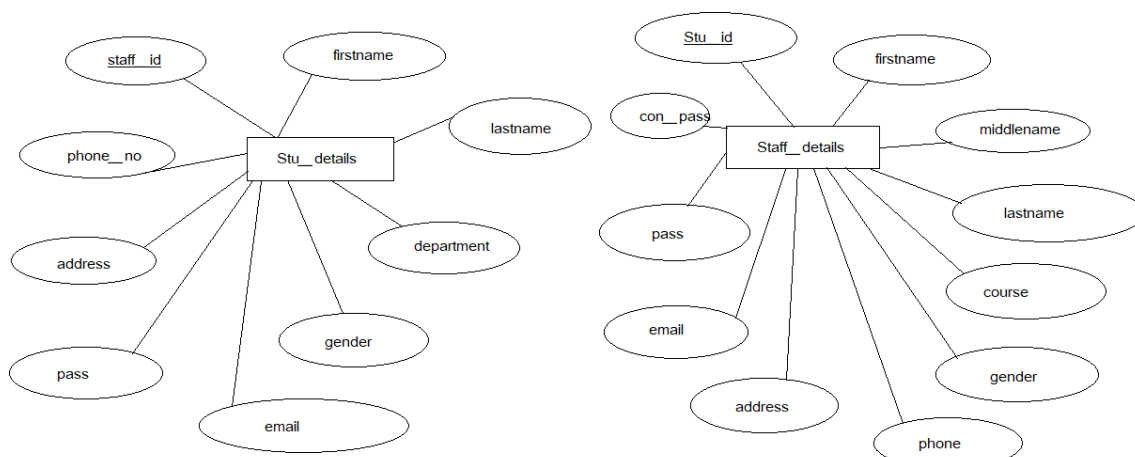 staff__id
firstname
lastname
phone__no
Stu__details
address
department
pass
gender
email
Stu__id
firstname
con__pass
middlename
Staff__details
lastname
pass
course
email
gender
address
phone